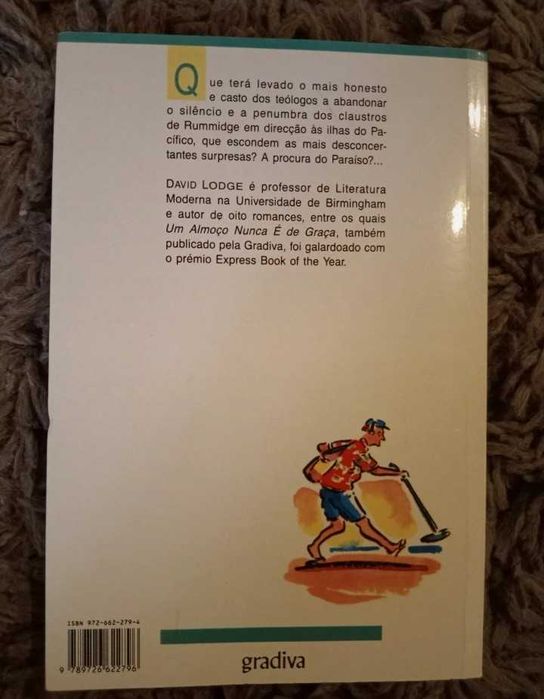 Que terá levado o mais honesto
e casto dos teólogos a abandonar
o silêncio e a penumbra dos claustros
de Rummidge em direcção às ilhas do Pa-
cífico, que escondem as mais desconcer-
tantes surpresas? A procura do Paraíso?...
DAVID LODGE é professor de Literatura
Moderna na Universidade de Birmingham
e autor de oito romances, entre os quais
Um Almoço Nunca É de Graça, também
publicado pela Gradiva, foi galardoado com
o prémio Express Book of the Year.
ISBN 972-662-279-4
9 789726 622796
gradiva